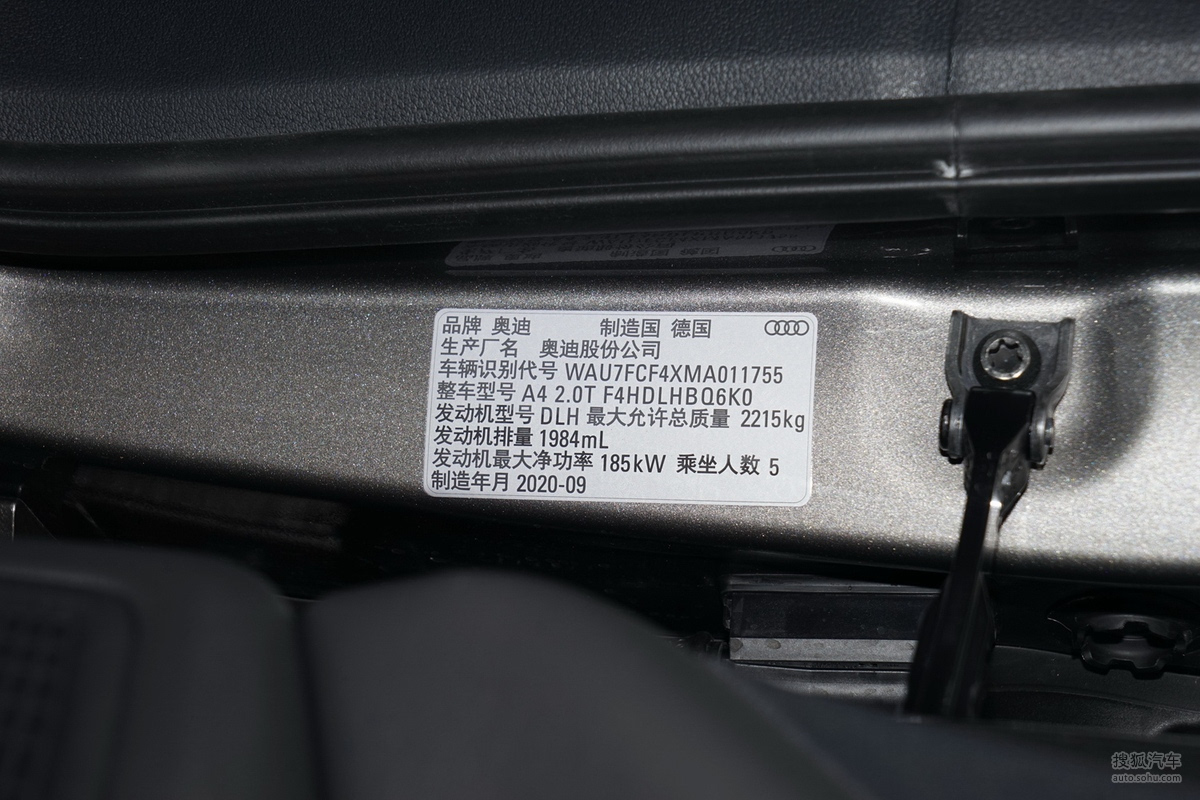 品牌 奥迪 制造国 德国
生产厂名 奥迪股份公司
车辆识别代号 WAU7FCF4XMA011755
整车型号 A4 2.0T F4HDLHBQ6K0
发动机型号 DLH 最大允许总质量 2215kg
发动机排量 1984mL
发动机最大净功率 185kW 乘坐人数 5
制造年月 2020-09
搜狐汽车
auto.sohu.com